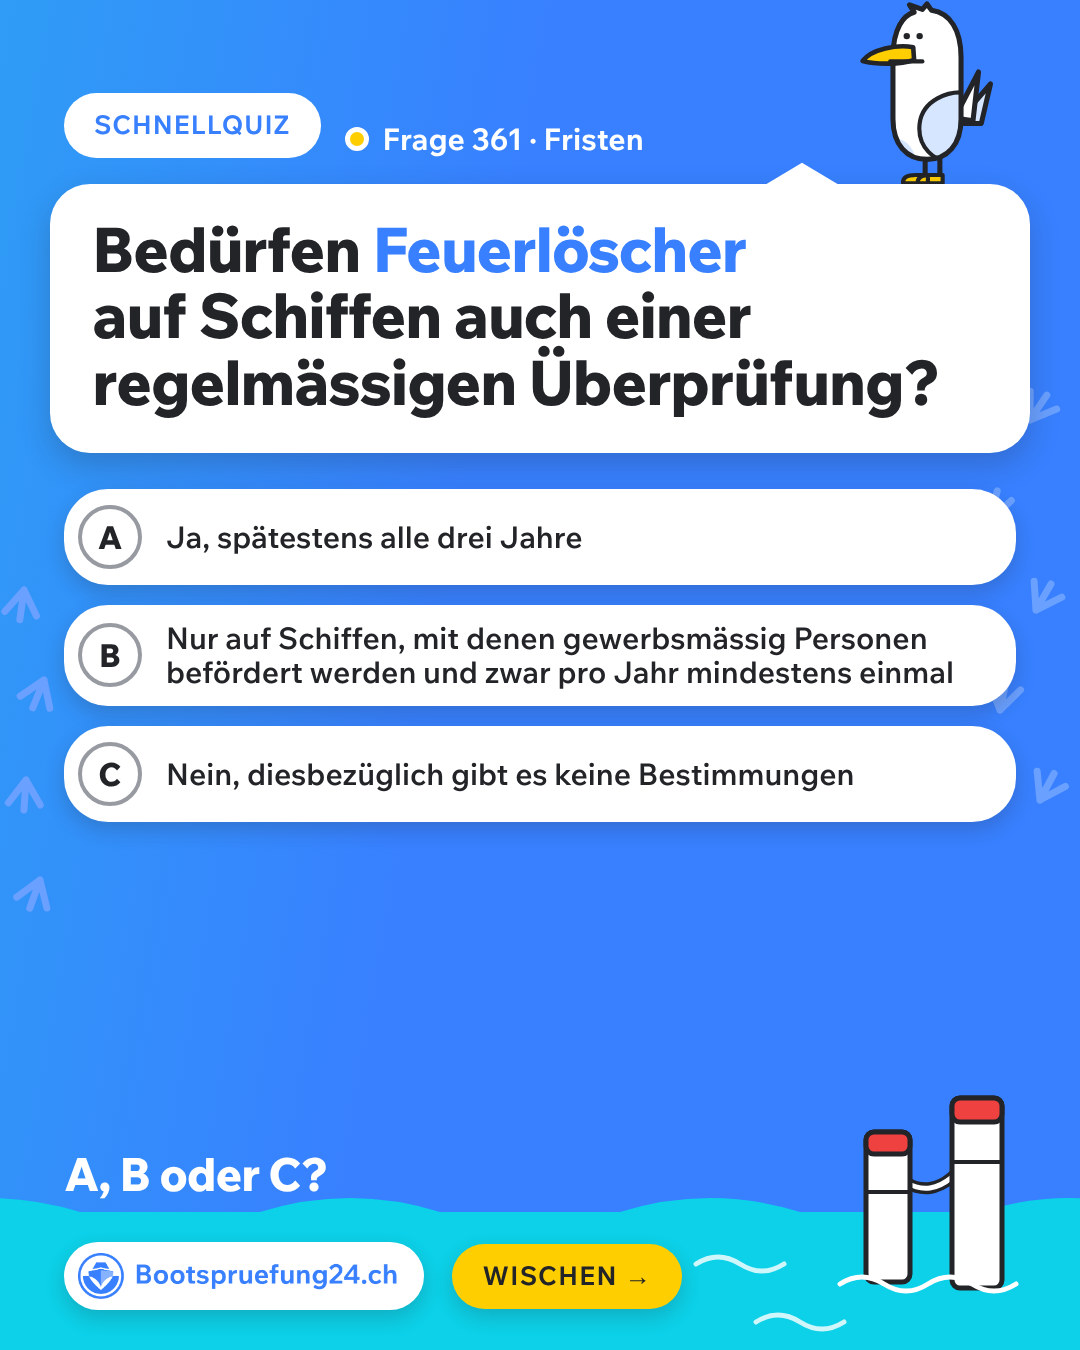 SCHNELLQUIZ
Frage 361 · Fristen
Bedürfen Feuerlöscher
auf Schiffen auch einer
regelmässigen Überprüfung?
A Ja, spätestens alle drei Jahre
B Nur auf Schiffen, mit denen gewerbsmässig Personen
befördert werden und zwar pro Jahr mindestens einmal
C Nein, diesbezüglich gibt es keine Bestimmungen
A, B oder C?
Bootspruefung24.ch
WISCHEN →